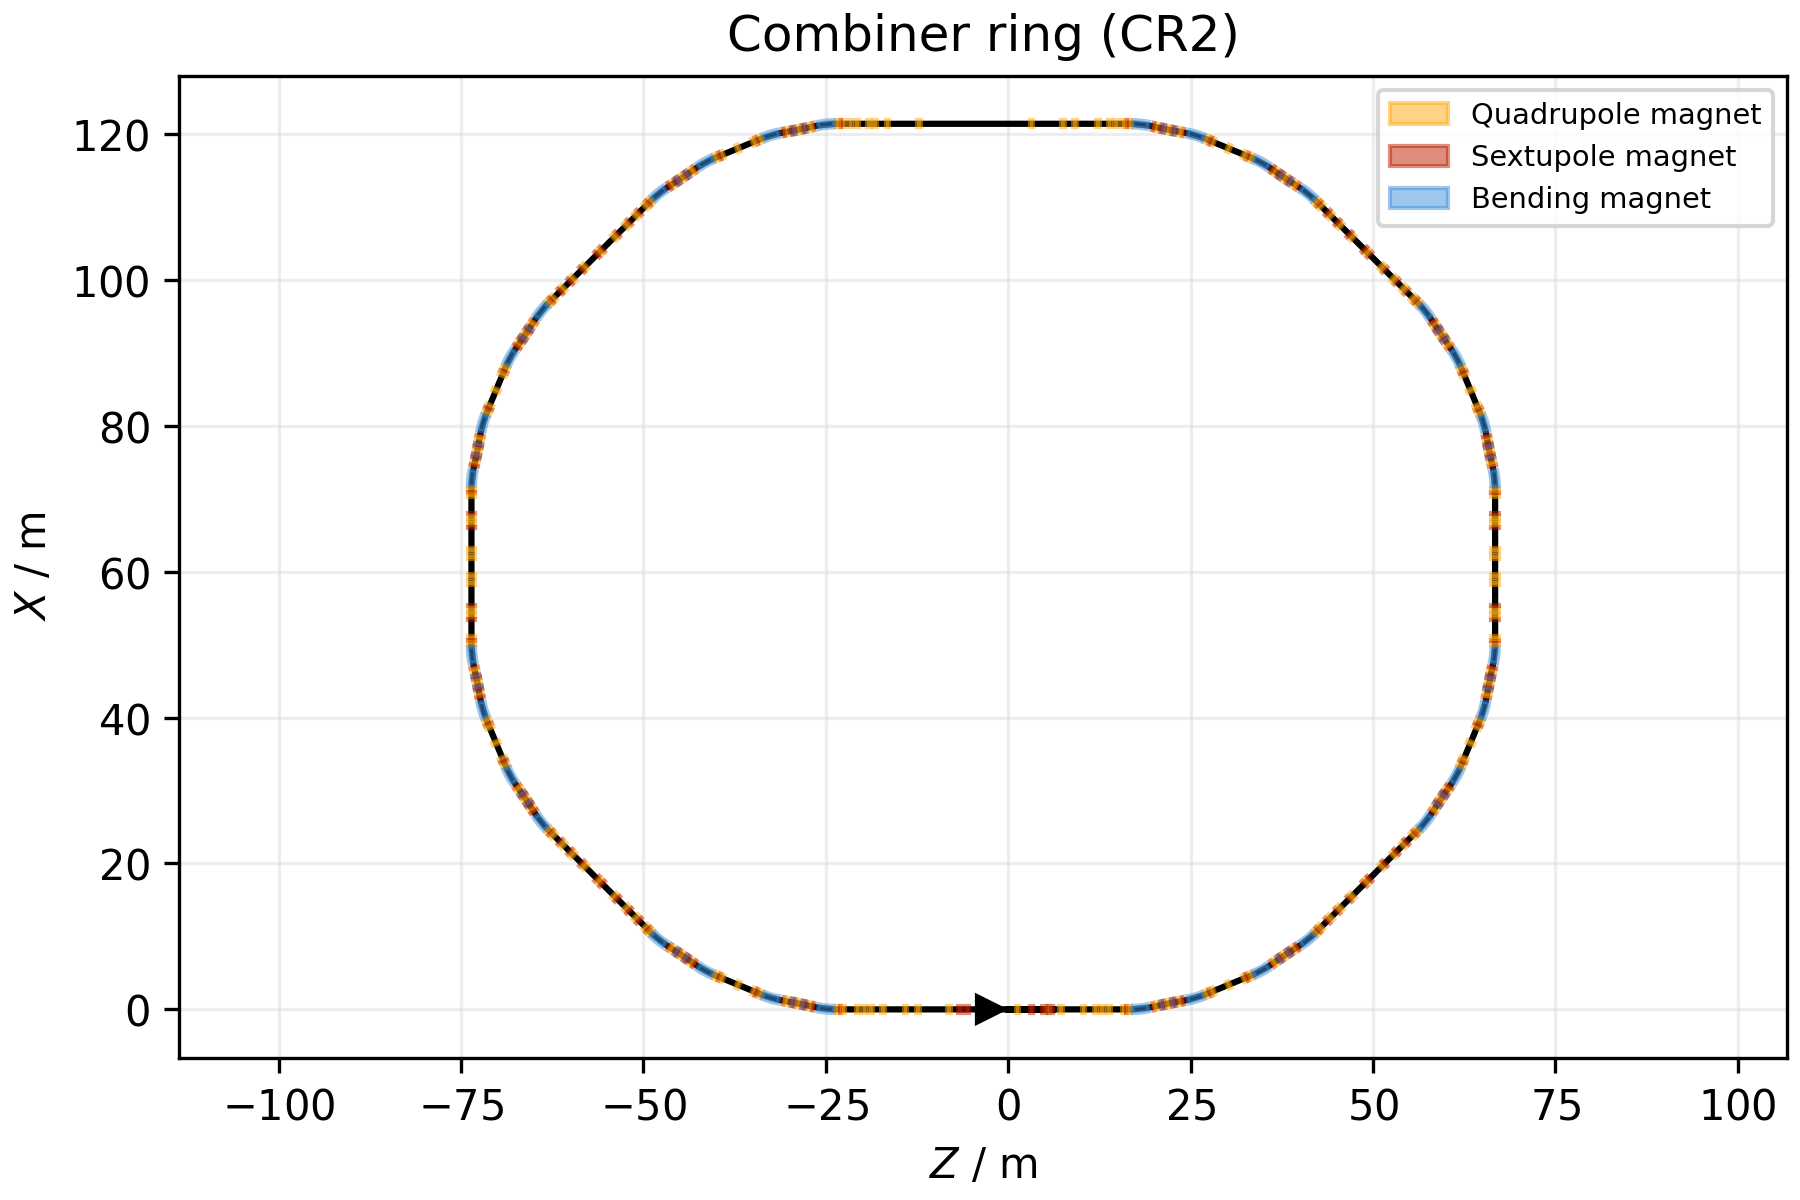 Combiner ring (CR2)
Quadrupole magnet
Sextupole magnet
Bending magnet
120
100
80
60
40
20
0
X / m
−100 −75 −50 −25 0 25 50 75 100
Z / m